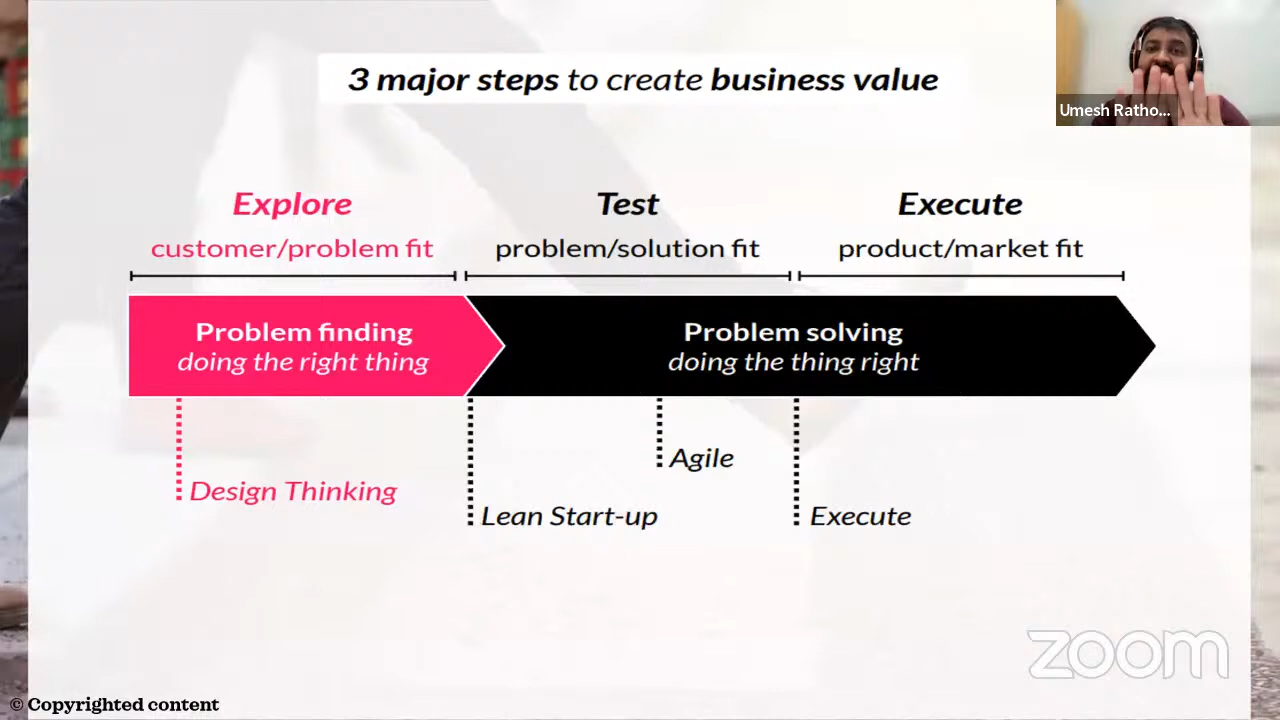 3 major steps to create business value
Umesh Ratho...
Explore
customer/problem fit
Test
problem/solution fit
Execute
product/market fit
Problem finding
doing the right thing
Problem solving
doing the thing right
Design Thinking
Lean Start-up
Agile
Execute
zoom
© Copyrighted content